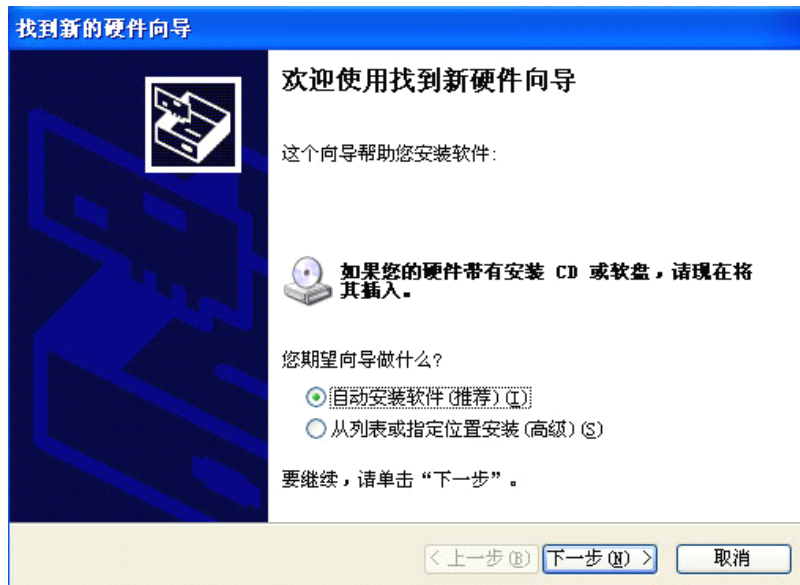 找到新的硬件向导
欢迎使用找到新硬件向导
这个向导帮助您安装软件:
如果您的硬件带有安装 CD 或软盘，请现在将
其插入。
您期望向导做什么?
自动安装软件(推荐)(I)
从列表或指定位置安装(高级)(S)
要继续，请单击“下一步”。
< 上一步(B) 下一步(N) > 取消